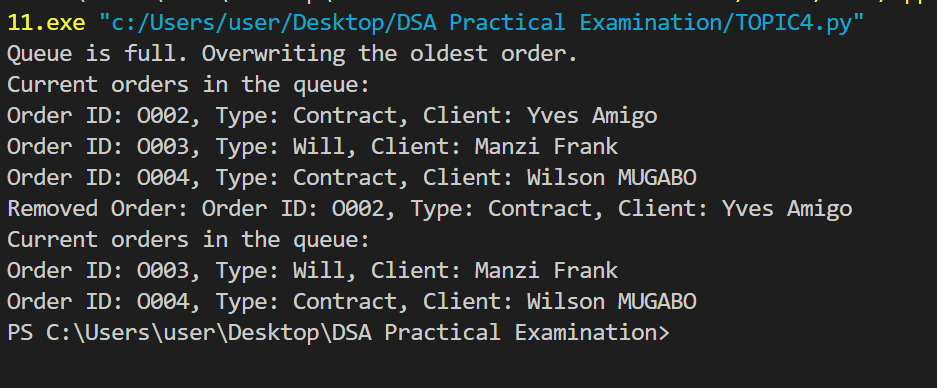 11.exe "c:/Users/user/Desktop/DSA Practical Examination/TOPIC4.py"
Queue is full. Overwriting the oldest order.
Current orders in the queue:
Order ID: O002, Type: Contract, Client: Yves Amigo
Order ID: O003, Type: Will, Client: Manzi Frank
Order ID: O004, Type: Contract, Client: Wilson MUGABO
Removed Order: Order ID: O002, Type: Contract, Client: Yves Amigo
Current orders in the queue:
Order ID: O003, Type: Will, Client: Manzi Frank
Order ID: O004, Type: Contract, Client: Wilson MUGABO
PS C:\Users\user\Desktop\DSA Practical Examination>